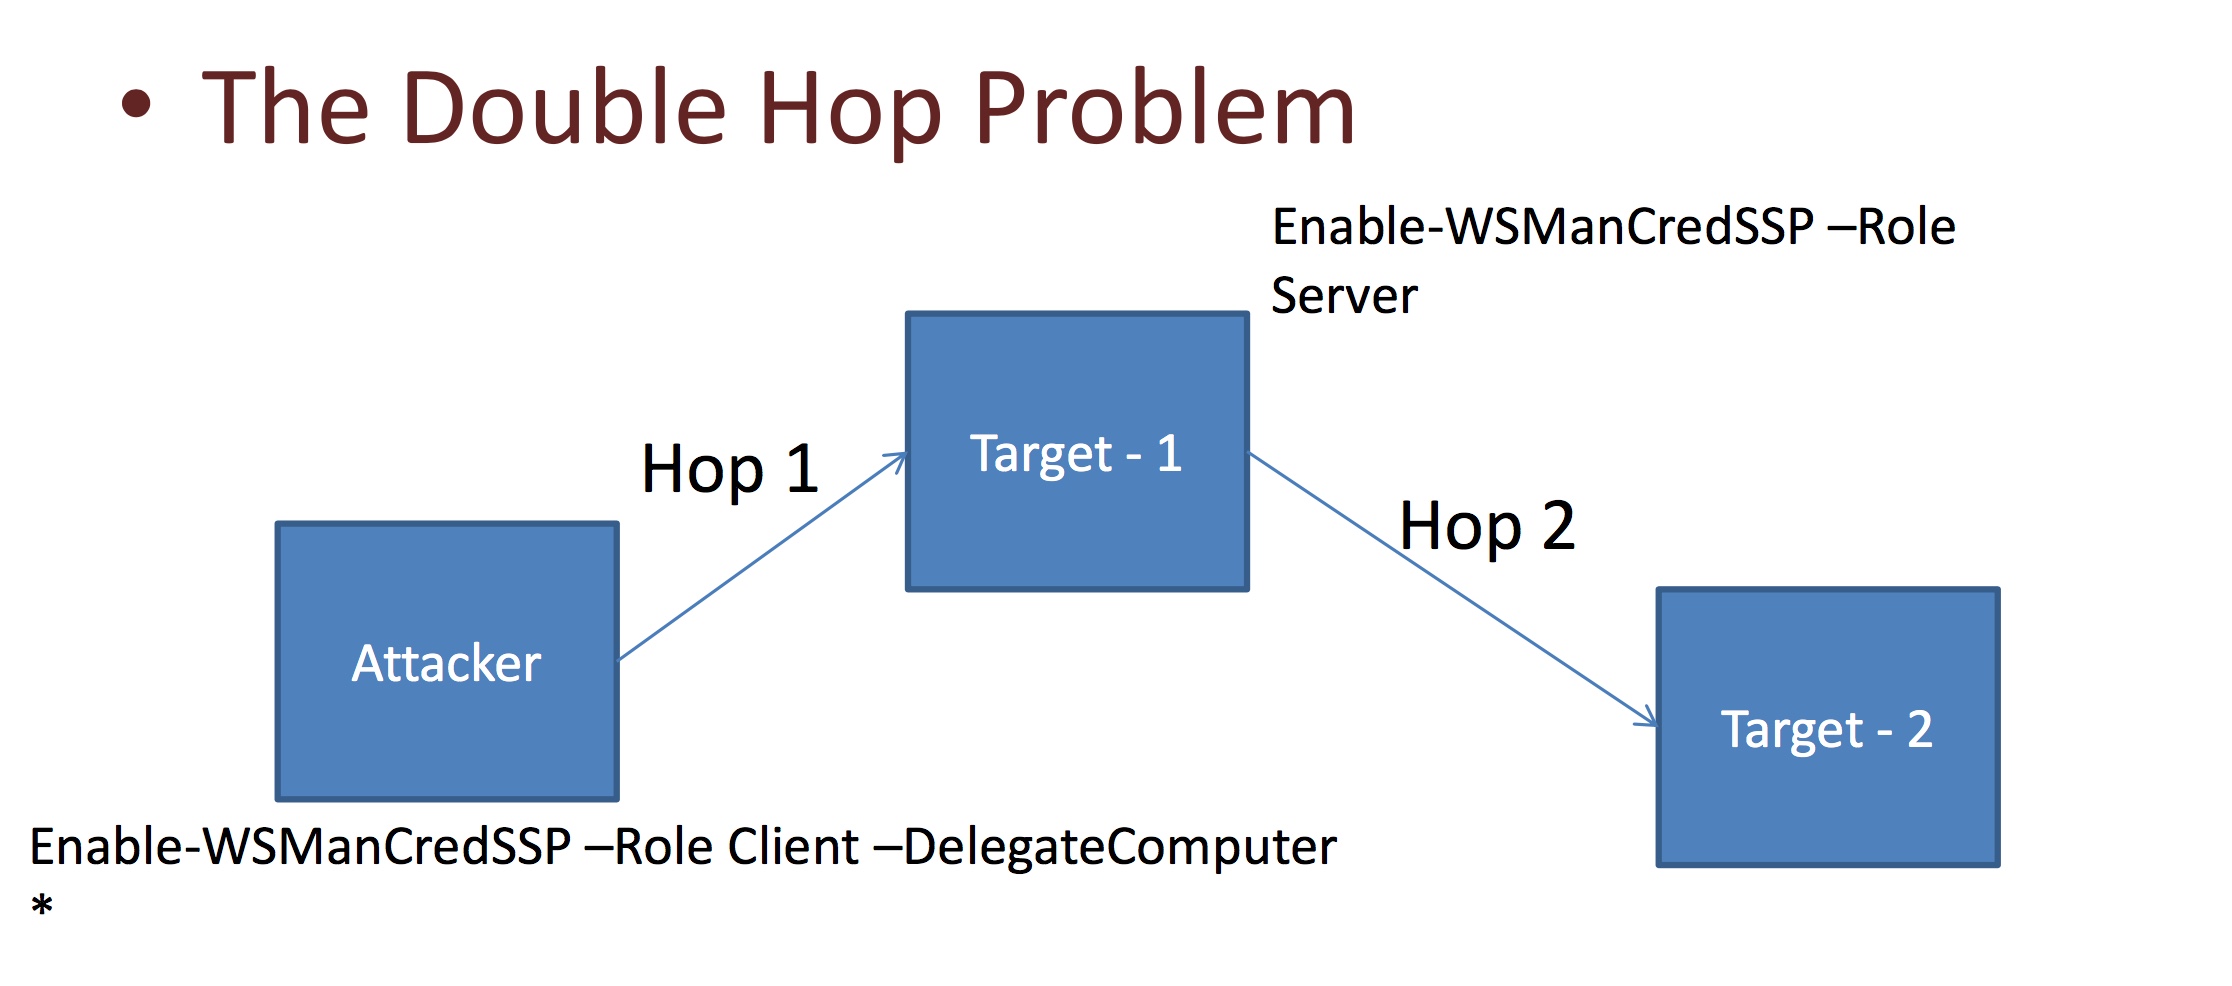 • The Double Hop Problem
Enable-WSManCredSSP –Role
Server
Target - 1
Hop 1
Hop 2
Attacker
Target - 2
Enable-WSManCredSSP –Role Client –DelegateComputer
*